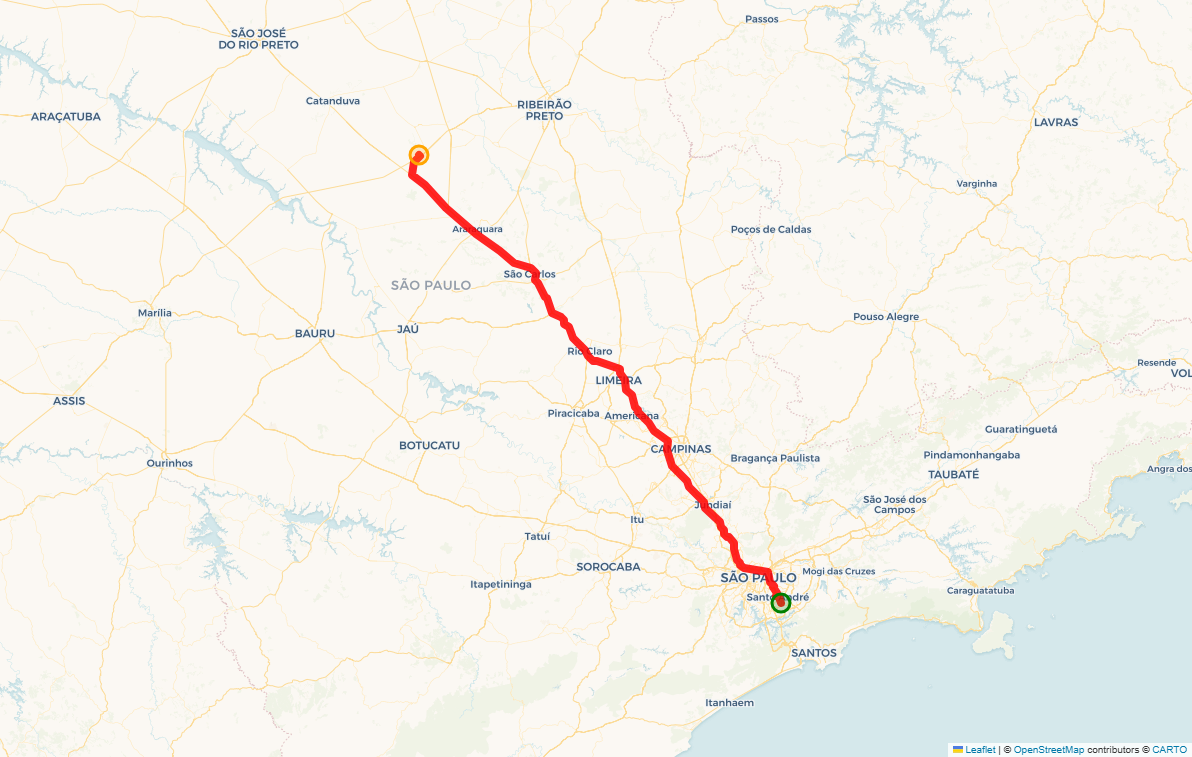 Passos
SÃO JOSÉ
DO RIO PRETO
Catanduva
RIBEIRÃO
PRETO
ARAÇATUBA
LAVRAS
Varginha
Araraquara
Poços de Caldas
São Carlos
SÃO PAULO
Marília
Pouso Alegre
JAÚ
BAURU
Rio Claro
Resende
VOL
LIMEIRA
ASSIS
Piracicaba
Americana
Guaratinguetá
BOTUCATU
CAMPINAS
Bragança Paulista
Pindamonhangaba
Ourinhos
Angra dos
TAUBATÉ
São José dos
Campos
Jundiaí
Itu
Tatuí
SOROCABA
Mogi das Cruzes
SÃO PAULO
Itapetininga
Caraguatatuba
Santo André
SANTOS
Itanhaem
Leaflet | © OpenStreetMap contributors © CARTO